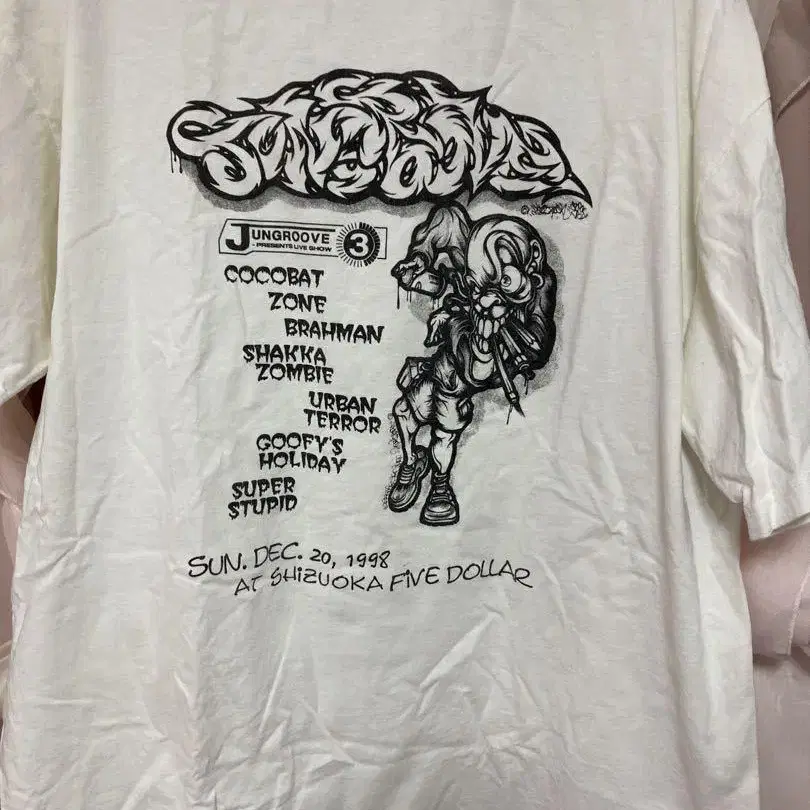 JUNGROOVE
- PRESENTS LIVE SHOW
3
COCOBAT
ZONE
BRAHMAN
SHAKKA
ZOMBIE
URBAN
TERROR
GOOFY'S
HOLIDAY
SUPER
STUPID
SUN. DEC. 20, 1998
AT SHIZUOKA FIVE DOLLAR